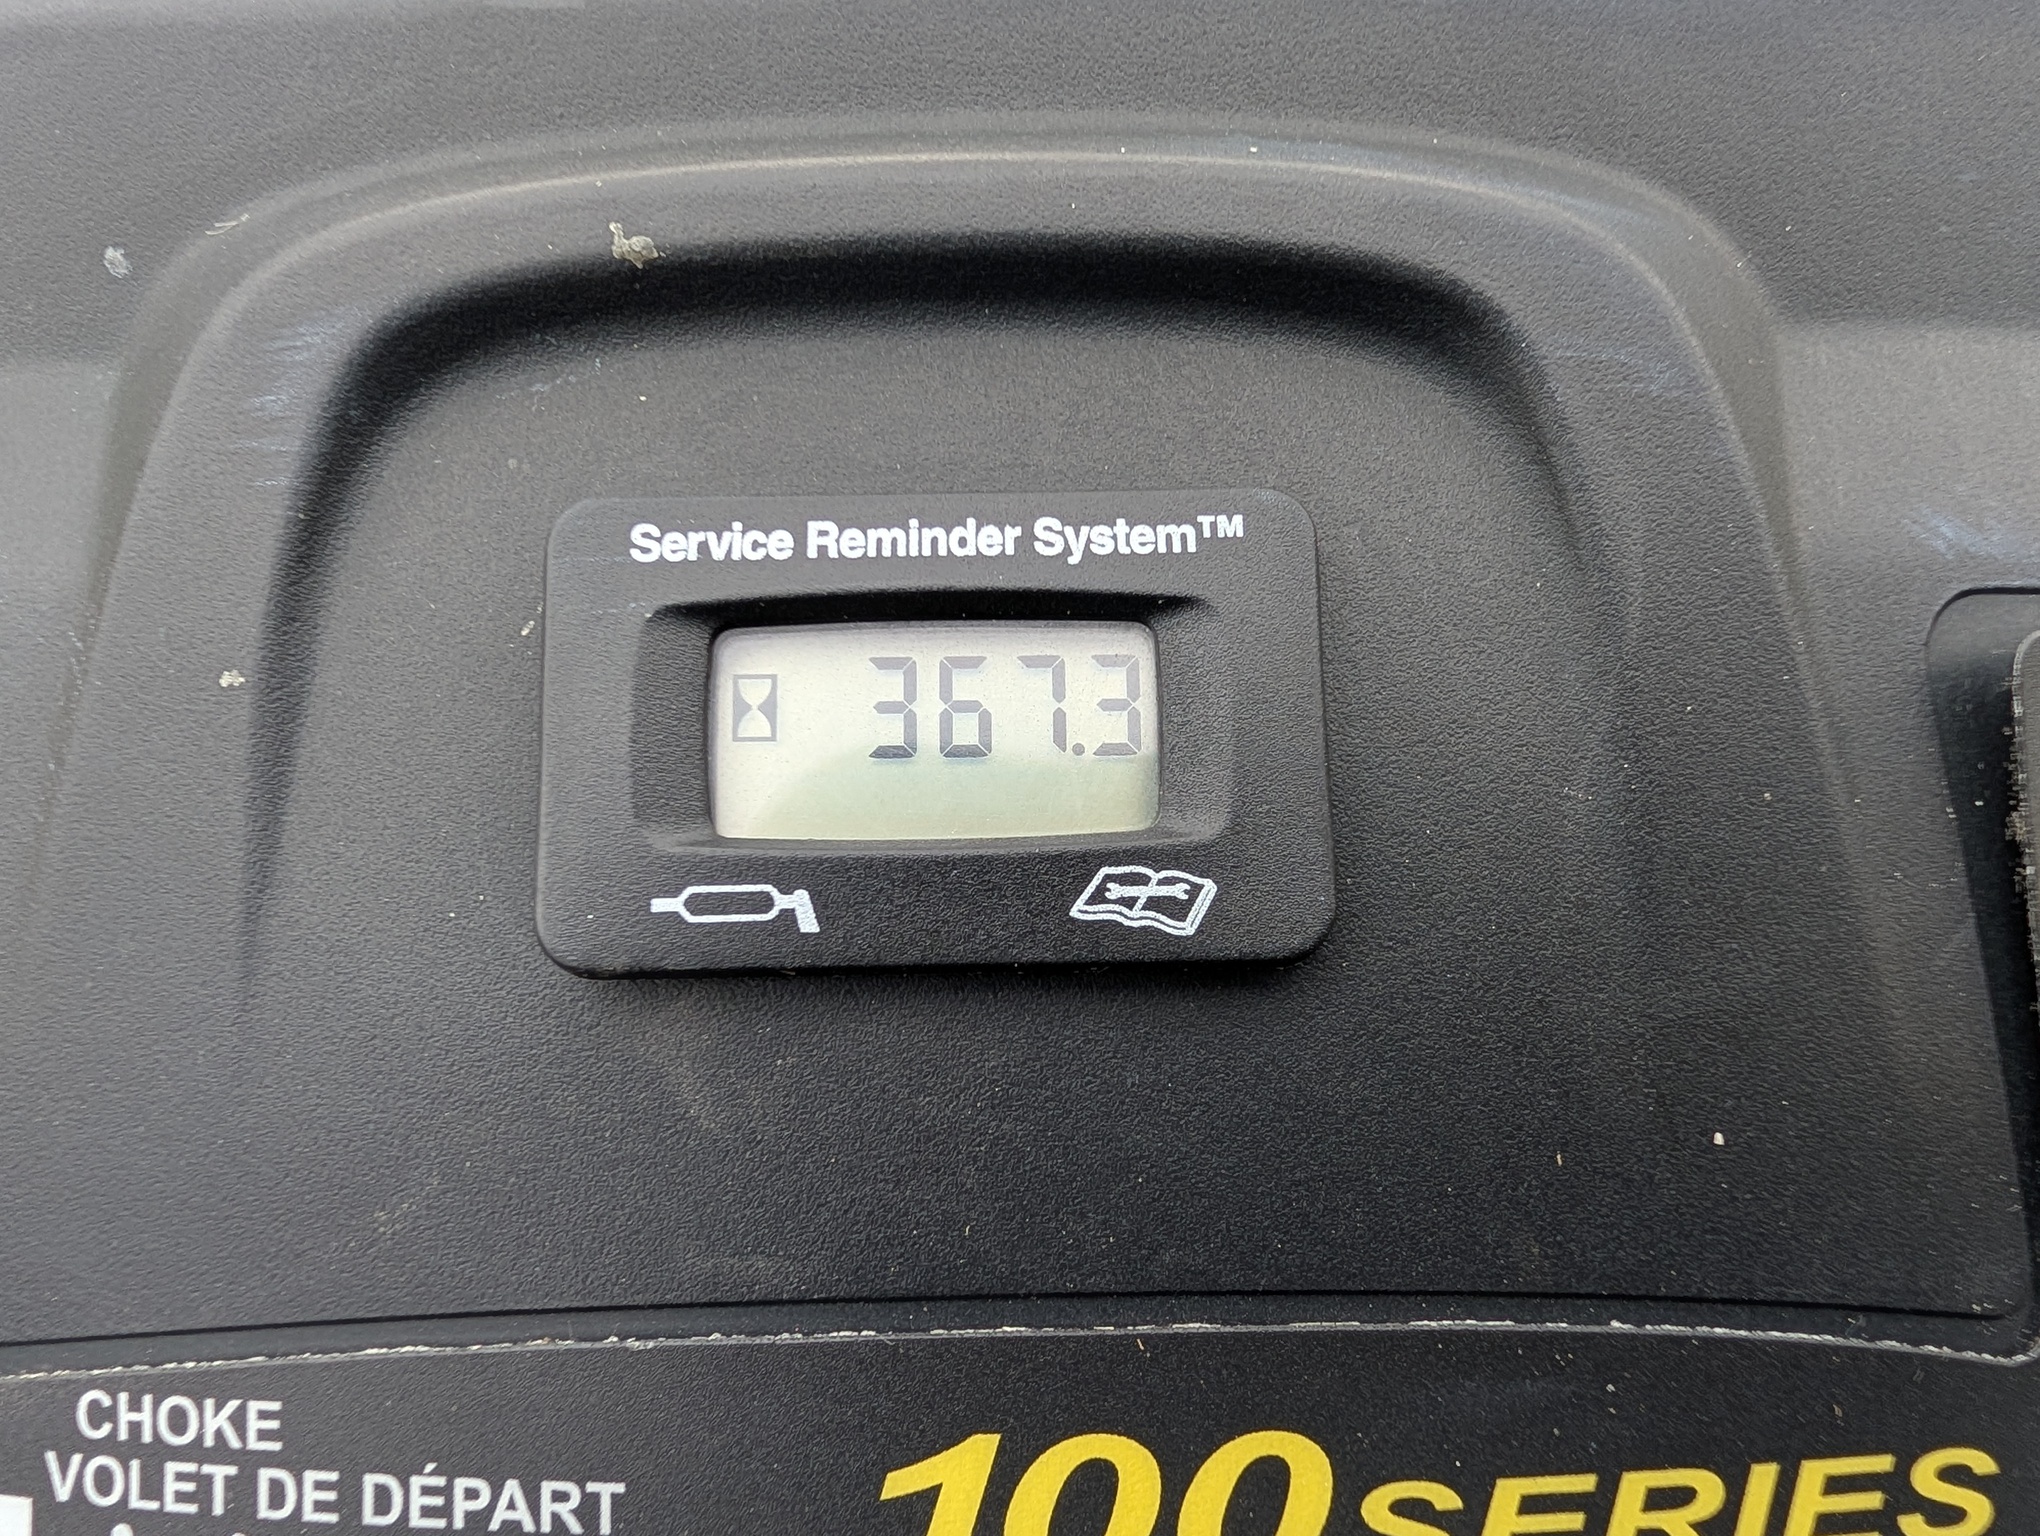 Service Reminder System™
367.3
CHOKE
VOLET DE DÉPART
100 SERIES